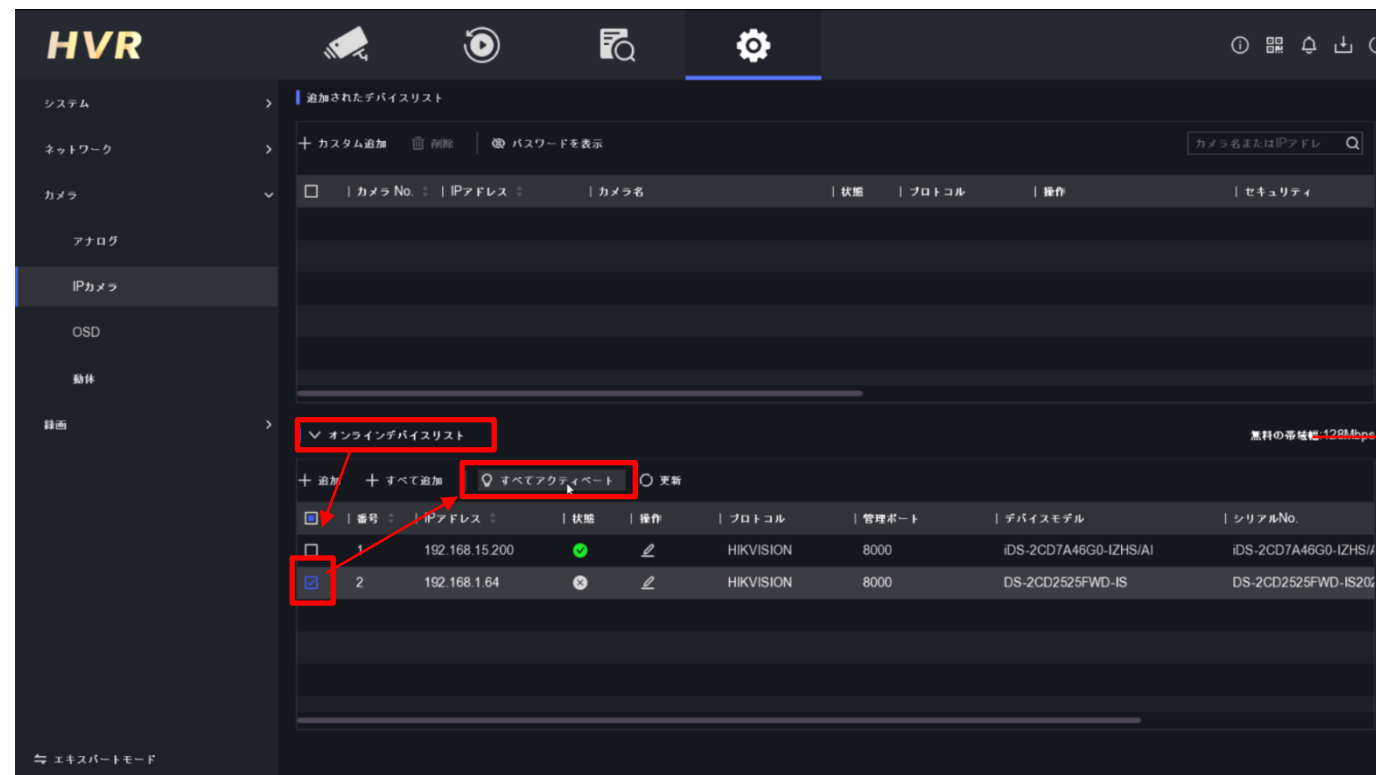 HVR
システム
ネットワーク
カメラ
アナログ
IPカメラ
OSD
動体
録画
エキスパートモード
追加されたデバイスリスト
カスタム追加 削除 パスワードを表示 カメラ名またはIPアドレ
カメラ No. IPアドレス カメラ名 状態 プロトコル 操作 セキュリティ
オンラインデバイスリスト 無料の帯域幅:128Mbps
追加 すべて追加 すべてアクティベート 更新
番号 IPアドレス 状態 操作 プロトコル 管理ポート デバイスモデル シリアルNo.
1 192.168.15.200 HIKVISION 8000 iDS-2CD7A46G0-IZHS/AI iDS-2CD7A46G0-IZHS/
2 192.168.1.64 HIKVISION 8000 DS-2CD2525FWD-IS DS-2CD2525FWD-IS202